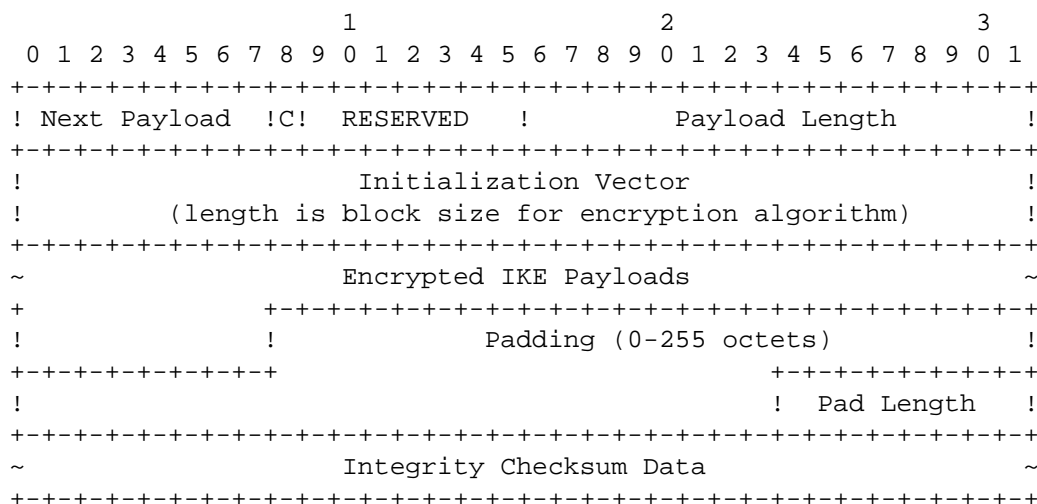 1                   2                   3
 0 1 2 3 4 5 6 7 8 9 0 1 2 3 4 5 6 7 8 9 0 1 2 3 4 5 6 7 8 9 0 1
+-+-+-+-+-+-+-+-+-+-+-+-+-+-+-+-+-+-+-+-+-+-+-+-+-+-+-+-+-+-+-+-+
! Next Payload  !C!  RESERVED   !         Payload Length        !
+-+-+-+-+-+-+-+-+-+-+-+-+-+-+-+-+-+-+-+-+-+-+-+-+-+-+-+-+-+-+-+-+
!                     Initialization Vector                     !
!         (length is block size for encryption algorithm)       !
+-+-+-+-+-+-+-+-+-+-+-+-+-+-+-+-+-+-+-+-+-+-+-+-+-+-+-+-+-+-+-+-+
~                    Encrypted IKE Payloads                     ~
+               +-+-+-+-+-+-+-+-+-+-+-+-+-+-+-+-+-+-+-+-+-+-+-+-+
!               !             Padding (0-255 octets)            !
+-+-+-+-+-+-+-+-+                               +-+-+-+-+-+-+-+-+
!                                               !  Pad Length   !
+-+-+-+-+-+-+-+-+-+-+-+-+-+-+-+-+-+-+-+-+-+-+-+-+-+-+-+-+-+-+-+-+
~                    Integrity Checksum Data                    ~
+-+-+-+-+-+-+-+-+-+-+-+-+-+-+-+-+-+-+-+-+-+-+-+-+-+-+-+-+-+-+-+-+